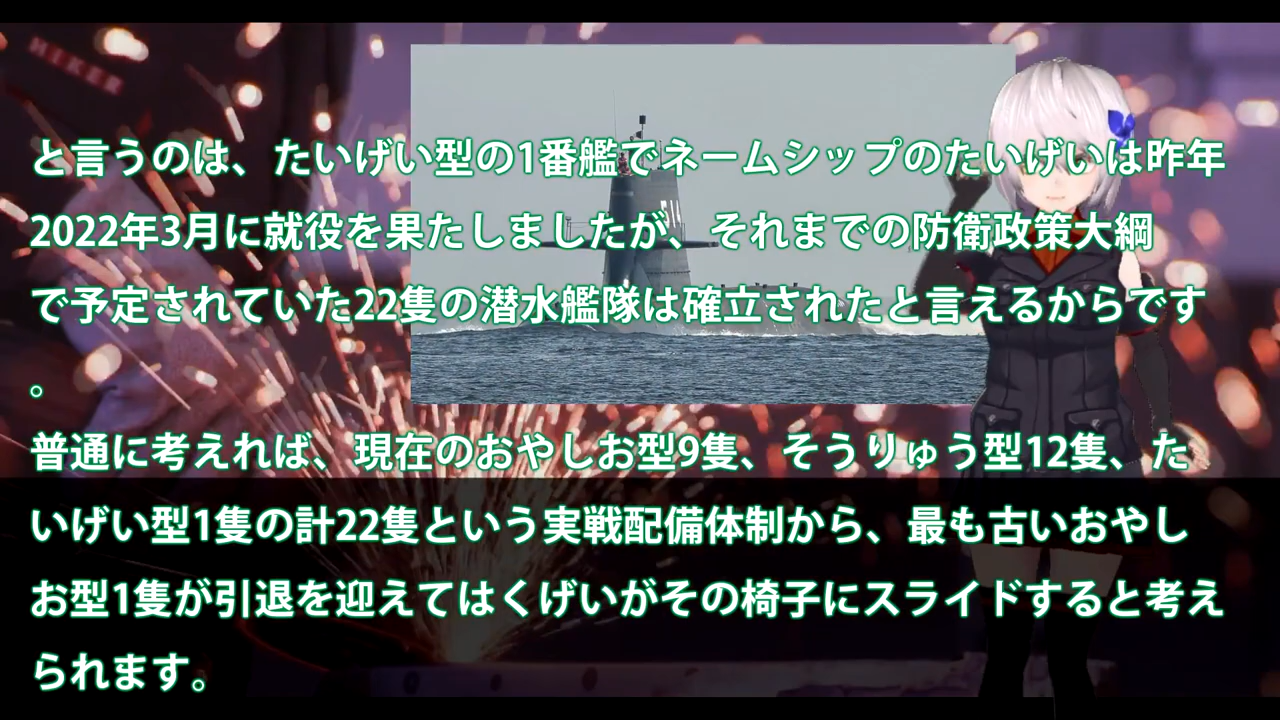 HIKER
と言うのは、たいげい型の1番艦でネームシップのたいげいは昨年
2022年3月に就役を果たしましたが、それまでの防衛政策大綱
で予定されていた22隻の潜水艦隊は確立されたと言えるからです
。
普通に考えれば、現在のおやしお型9隻、そうりゅう型12隻、た
いげい型1隻の計22隻という実戦配備体制から、最も古いおやし
お型1隻が引退を迎えてはくげいがその椅子にスライドすると考え
られます。